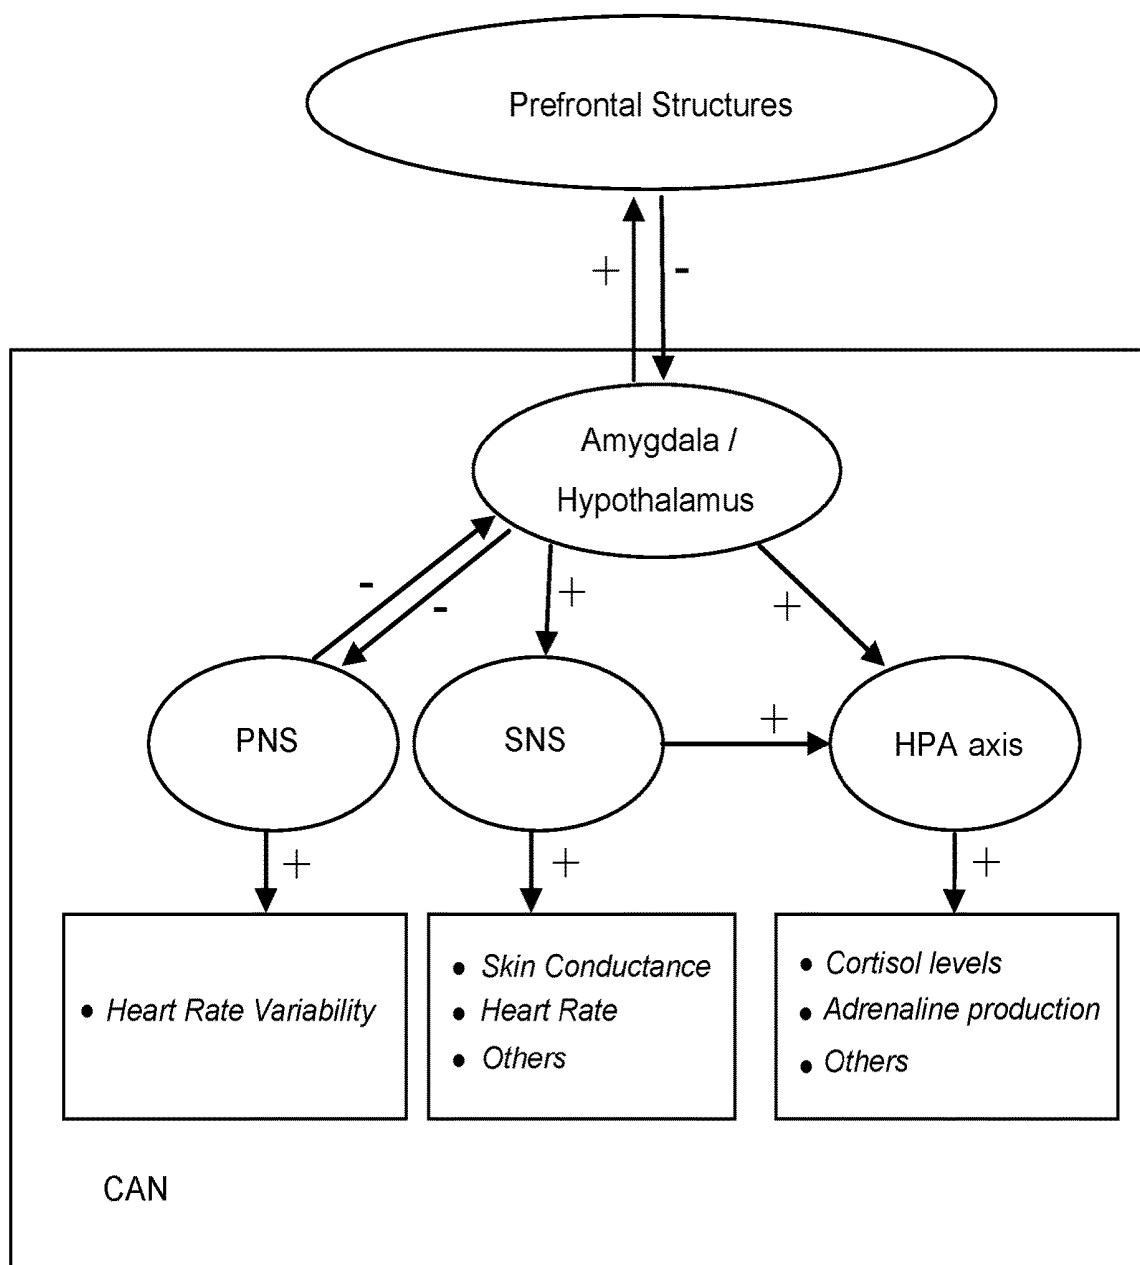 Prefrontal Structures
+
-
Amygdala /
Hypothalamus
-
-
+
+
PNS
SNS
+
HPA axis
+
+
+
• Heart Rate Variability
• Skin Conductance
• Heart Rate
• Others
• Cortisol levels
• Adrenaline production
• Others
CAN